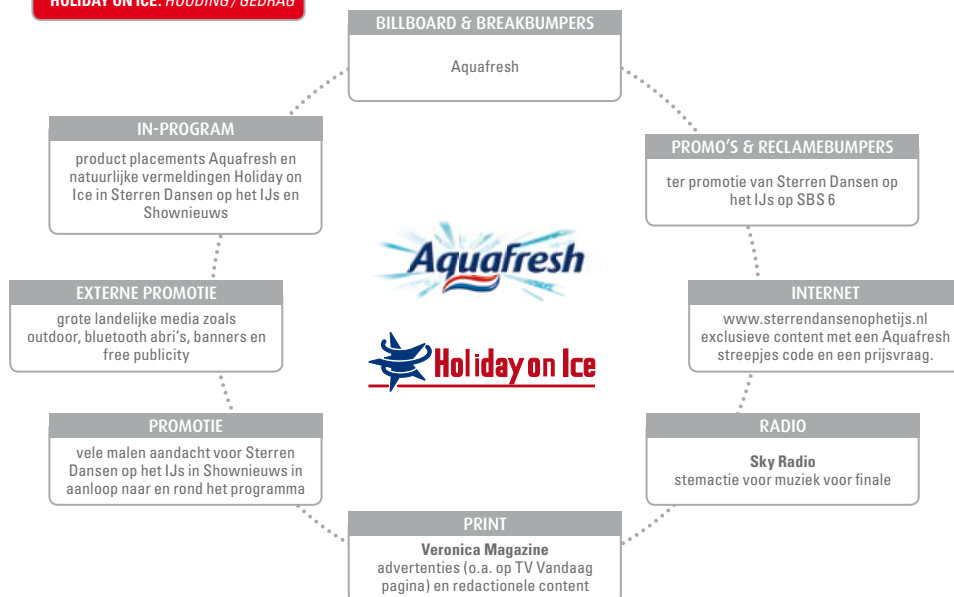 HOLIDAY ON ICE: HOUDING / GEDRAG
BILLBOARD & BREAKBUMPERS
Aquafresh
IN-PROGRAM
product placements Aquafresh en
natuurlijke vermeldingen Holiday on
Ice in Sterren Dansen op het IJs en
Shownieuws
PROMO'S & RECLAMEBUMPERS
ter promotie van Sterren Dansen op
het IJs op SBS 6
Aquafresh
EXTERNE PROMOTIE
grote landelijke media zoals
outdoor, bluetooth abri's, banners en
free publicity
INTERNET
www.sterrendansenophetijs.nl
exclusieve content met een Aquafresh
streepjes code en een prijsvraag.
Holiday on Ice
PROMOTIE
vele malen aandacht voor Sterren
Dansen op het IJs in Shownieuws in
aanloop naar en rond het programma
RADIO
Sky Radio
stemactie voor muziek voor finale
PRINT
Veronica Magazine
advertenties (o.a. op TV Vandaag
pagina) en redactionele content